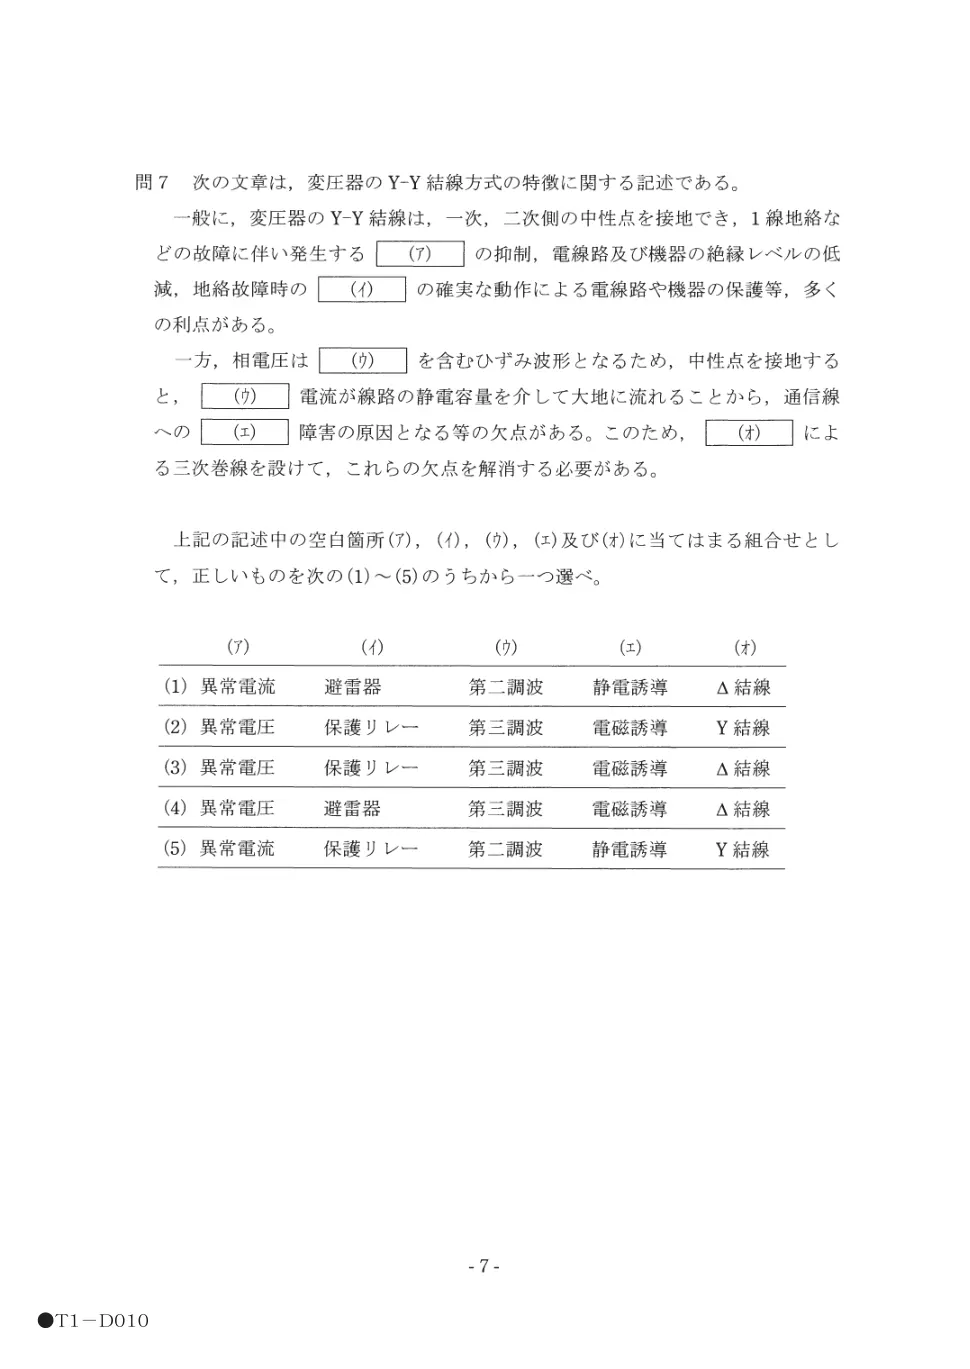 問7 次の文章は，変圧器の Y-Y 結線方式の特徴に関する記述である。
一般に，変圧器の Y-Y 結線は，一次，二次側の中性点を接地でき，1 線地絡な
どの故障に伴い発生する (ｱ) の抑制，電線路及び機器の絶縁レベルの低
減，地絡故障時の (ｲ) の確実な動作による電線路や機器の保護等，多く
の利点がある。
一方，相電圧は (ｳ) を含むひずみ波形となるため，中性点を接地する
と， (ｳ) 電流が線路の静電容量を介して大地に流れることから，通信線
への (ｴ) 障害の原因となる等の欠点がある。このため， (ｵ) によ
る三次巻線を設けて，これらの欠点を解消する必要がある。
上記の記述中の空白箇所(ｱ)，(ｲ)，(ｳ)，(ｴ)及び(ｵ)に当てはまる組合せとし
て，正しいものを次の(1)～(5)のうちから一つ選べ。
(ｱ) (ｲ) (ｳ) (ｴ) (ｵ)
(1) 異常電流 避雷器 第二調波 静電誘導 Δ 結線
(2) 異常電圧 保護リレー 第三調波 電磁誘導 Y 結線
(3) 異常電圧 保護リレー 第三調波 電磁誘導 Δ 結線
(4) 異常電圧 避雷器 第三調波 電磁誘導 Δ 結線
(5) 異常電流 保護リレー 第二調波 静電誘導 Y 結線
- 7 -
●T1－D010